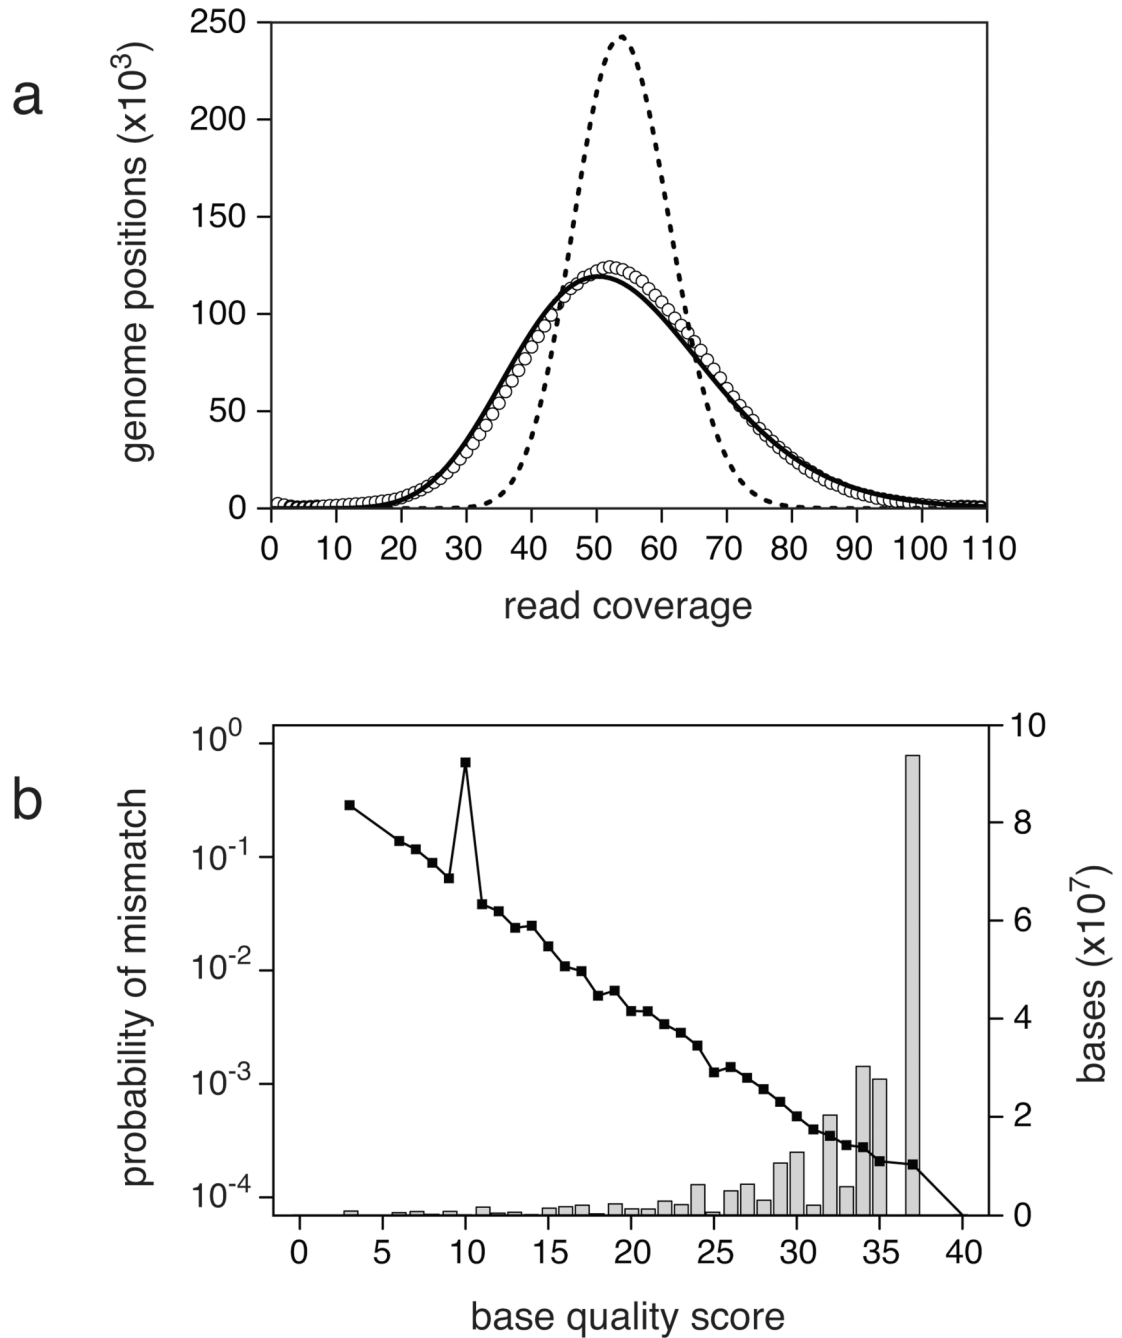 a
genome positions (x10³)
250
200
150
100
50
0
0 10 20 30 40 50 60 70 80 90 100 110
read coverage
b
probability of mismatch
10⁰
10⁻¹
10⁻²
10⁻³
10⁻⁴
10
8
6
4
2
0
bases (x10⁷)
0 5 10 15 20 25 30 35 40
base quality score